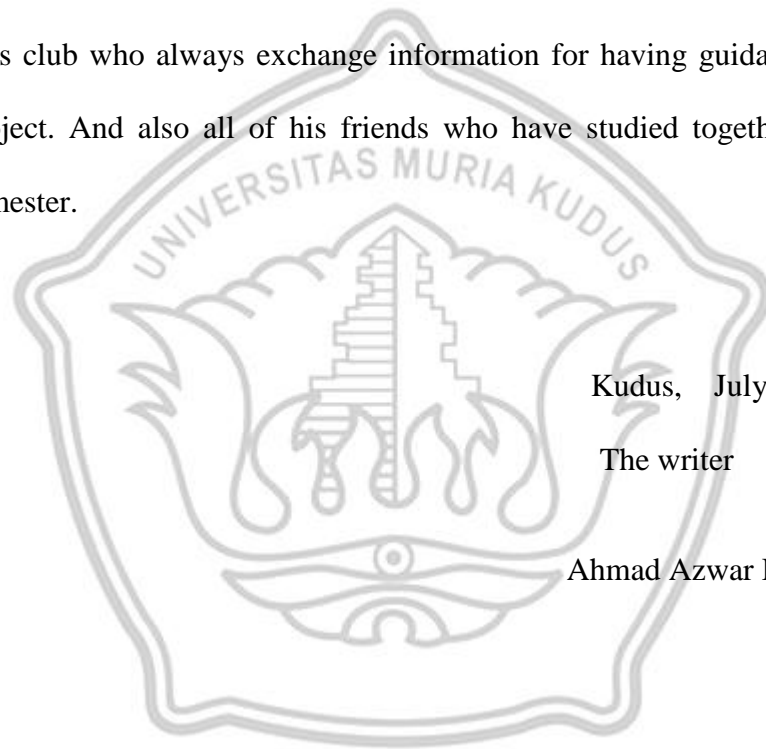 s club who always exchange information for having guida
ject. And also all of his friends who have studied togeth
nester.
UNIVERSITAS MURIA KUDUS
Kudus, July
The writer
Ahmad Azwar